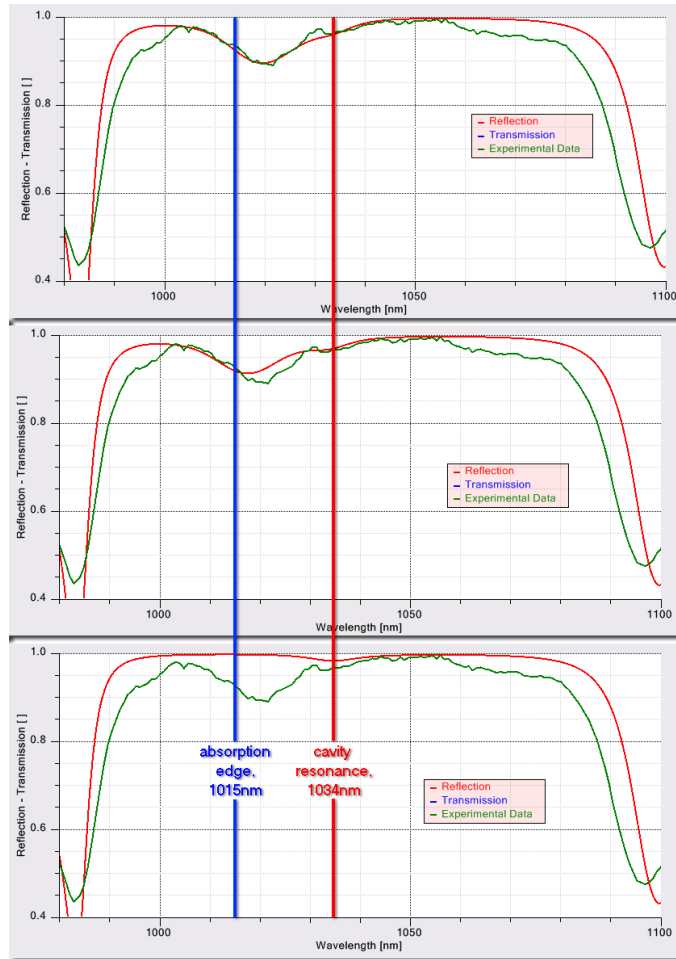 1.0
0.8
0.6
0.4
Reflection - Transmission [ ]
Reflection
Transmission
Experimental Data
1000
1050
1100
Wavelength [nm]
1.0
0.8
0.6
0.4
Reflection - Transmission [ ]
Reflection
Transmission
Experimental Data
1000
1050
1100
Wavelength [nm]
1.0
0.8
0.6
0.4
Reflection - Transmission [ ]
absorption
edge,
1015nm
cavity
resonance,
1034nm
Reflection
Transmission
Experimental Data
1000
1050
1100
Wavelength [nm]